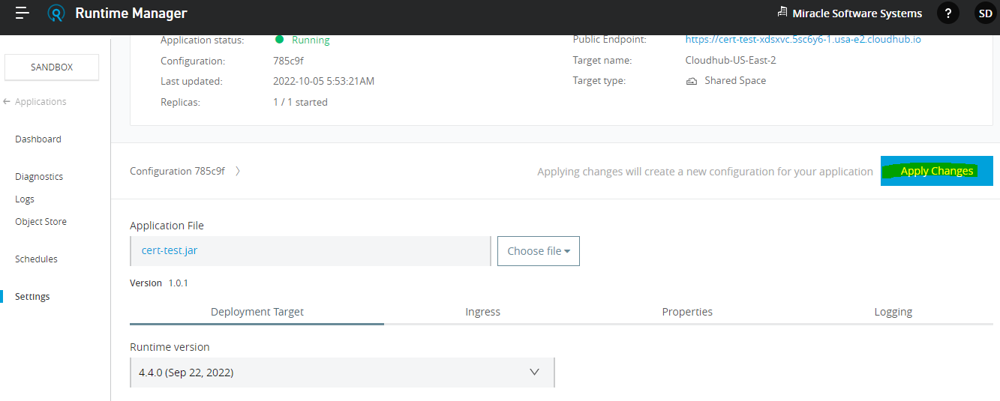 Runtime Manager
Miracle Software Systems
?
SD
SANDBOX
Applications
Dashboard
Diagnostics
Logs
Object Store
Schedules
Settings
Application status: Running
Configuration: 785c9f
Last updated: 2022-10-05 5:53:21AM
Replicas: 1 / 1 started
Public Endpoint: https://cert-test-xdsxvc.5sc6y6-1.usa-e2.cloudhub.io
Target name: Cloudhub-US-East-2
Target type: Shared Space
Configuration 785c9f
Applying changes will create a new configuration for your application
Apply Changes
Application File
cert-test.jar
Choose file
Version 1.0.1
Deployment Target
Ingress
Properties
Logging
Runtime version
4.4.0 (Sep 22, 2022)